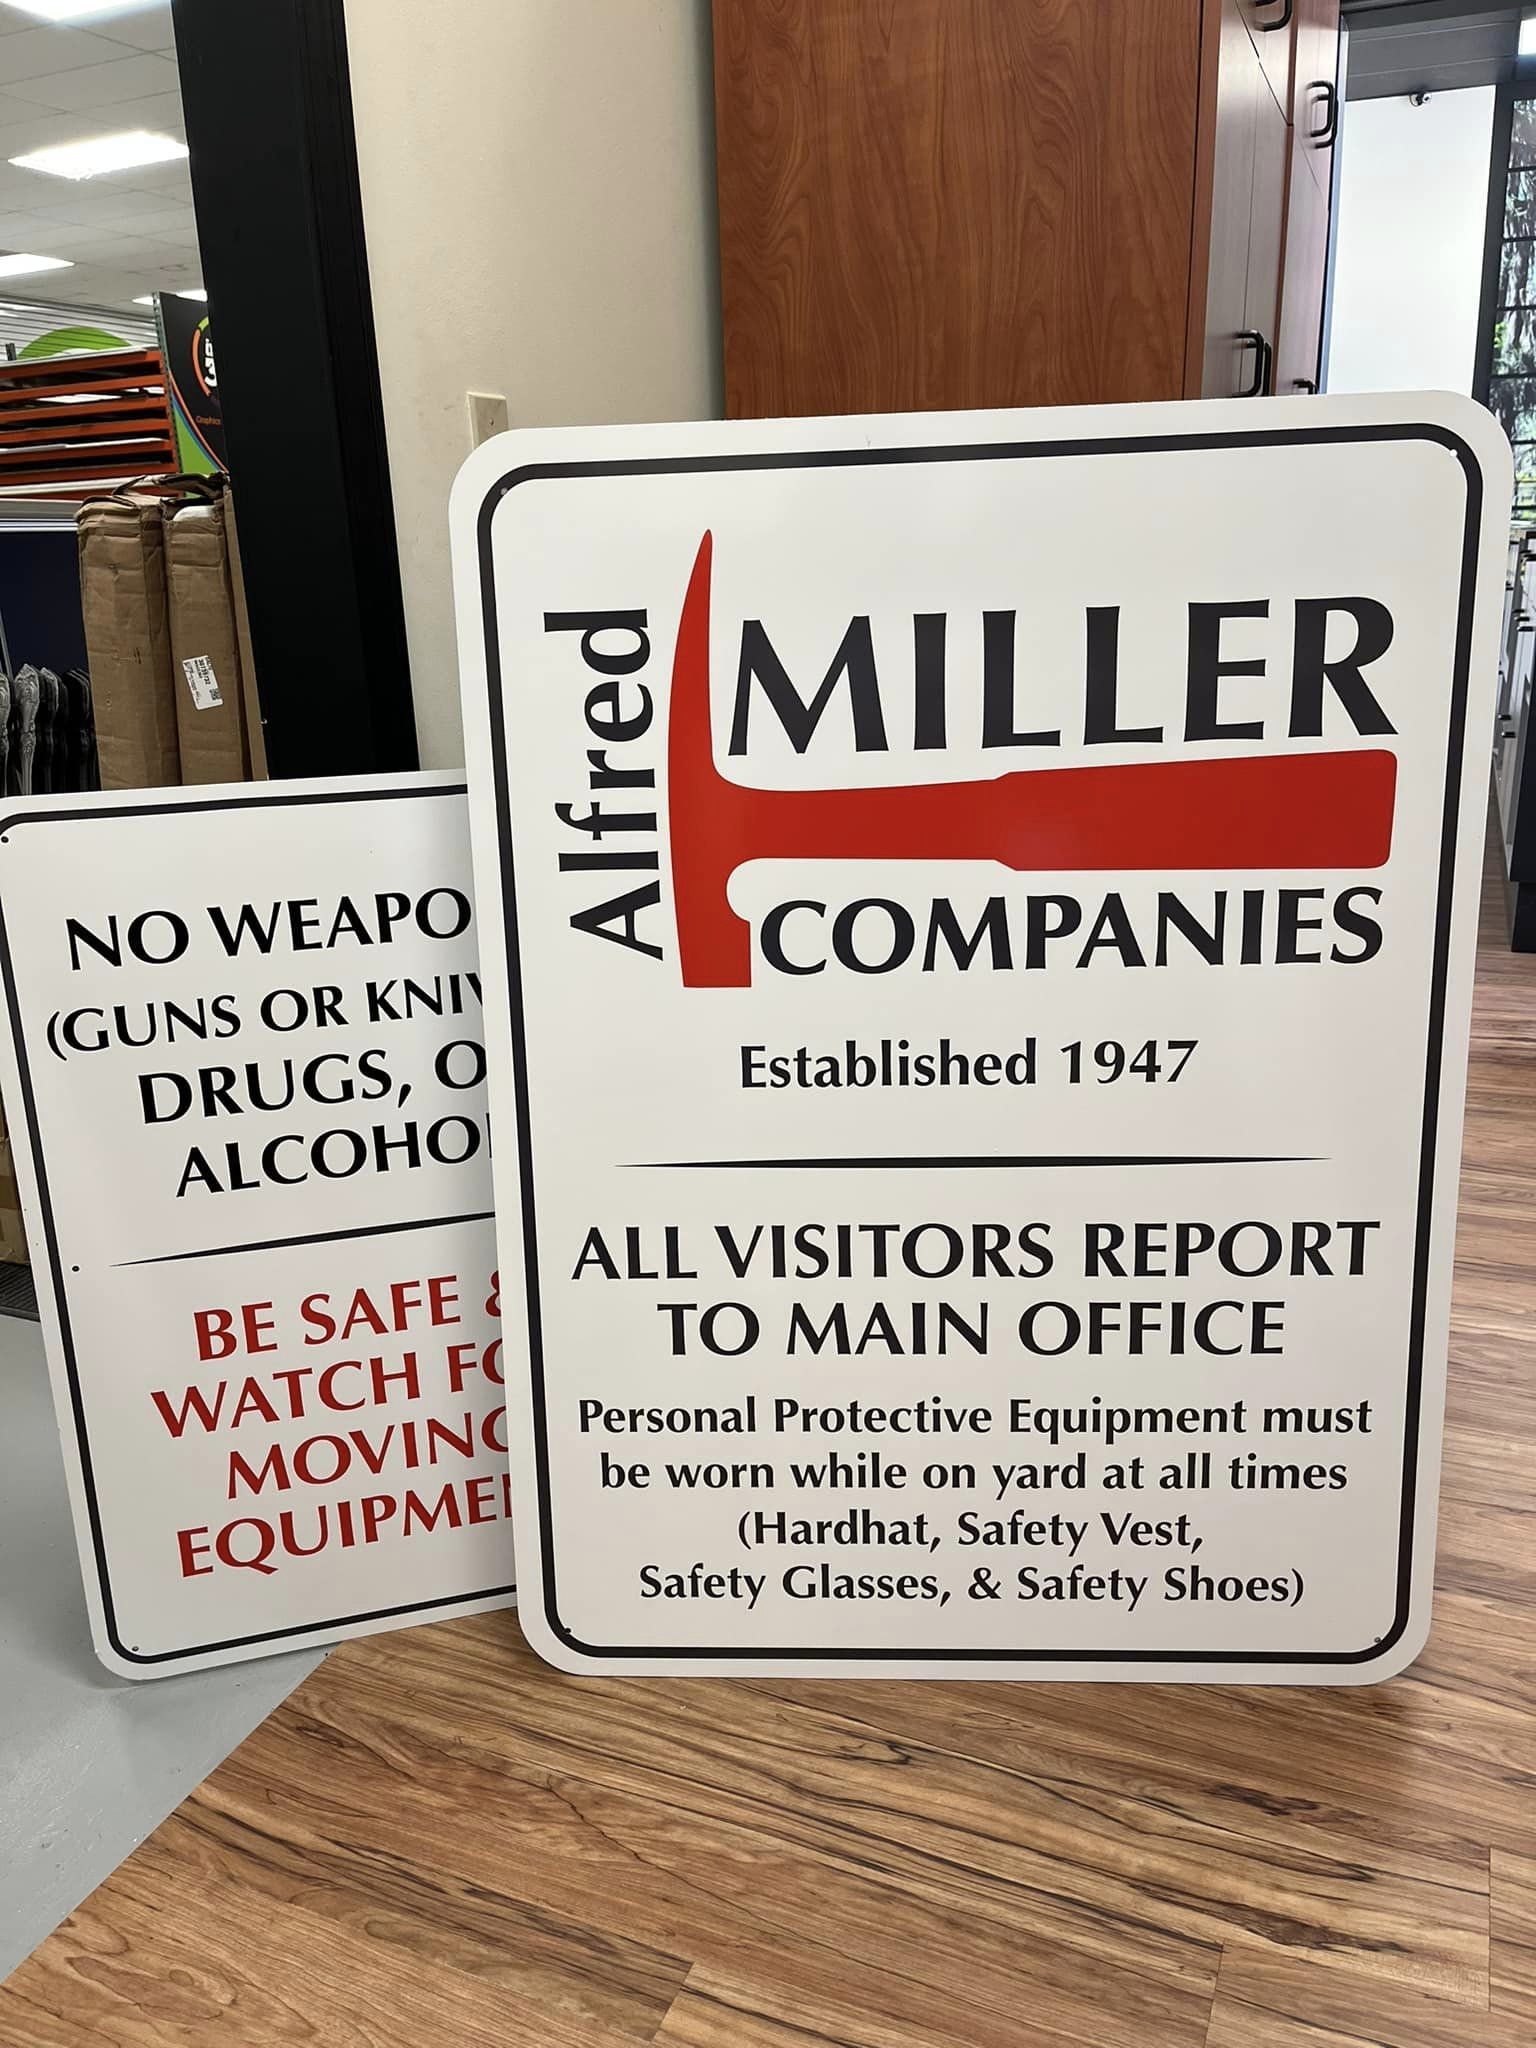 NO WEAPO
(GUNS OR KNIV
DRUGS, O
ALCOHO
BE SAFE &
WATCH FO
MOVING
EQUIPME
Alfred
MILLER
COMPANIES
Established 1947
ALL VISITORS REPORT
TO MAIN OFFICE
Personal Protective Equipment must
be worn while on yard at all times
(Hardhat, Safety Vest,
Safety Glasses, & Safety Shoes)